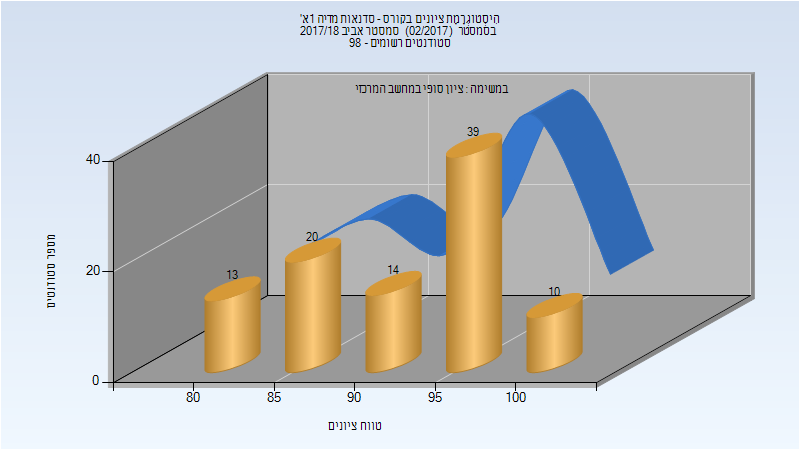 היסטוגרמת ציונים בקורס - סדנאות מדיה 1א'
בסמסטר (02/2017) סמסטר אביב 2017/18
סטודנטים רשומים - 98
במשימה : ציון סופי במחשב המרכזי
מספר סטודנטים
40
20
0
13
20
14
39
10
80
85
90
95
100
טווח ציונים